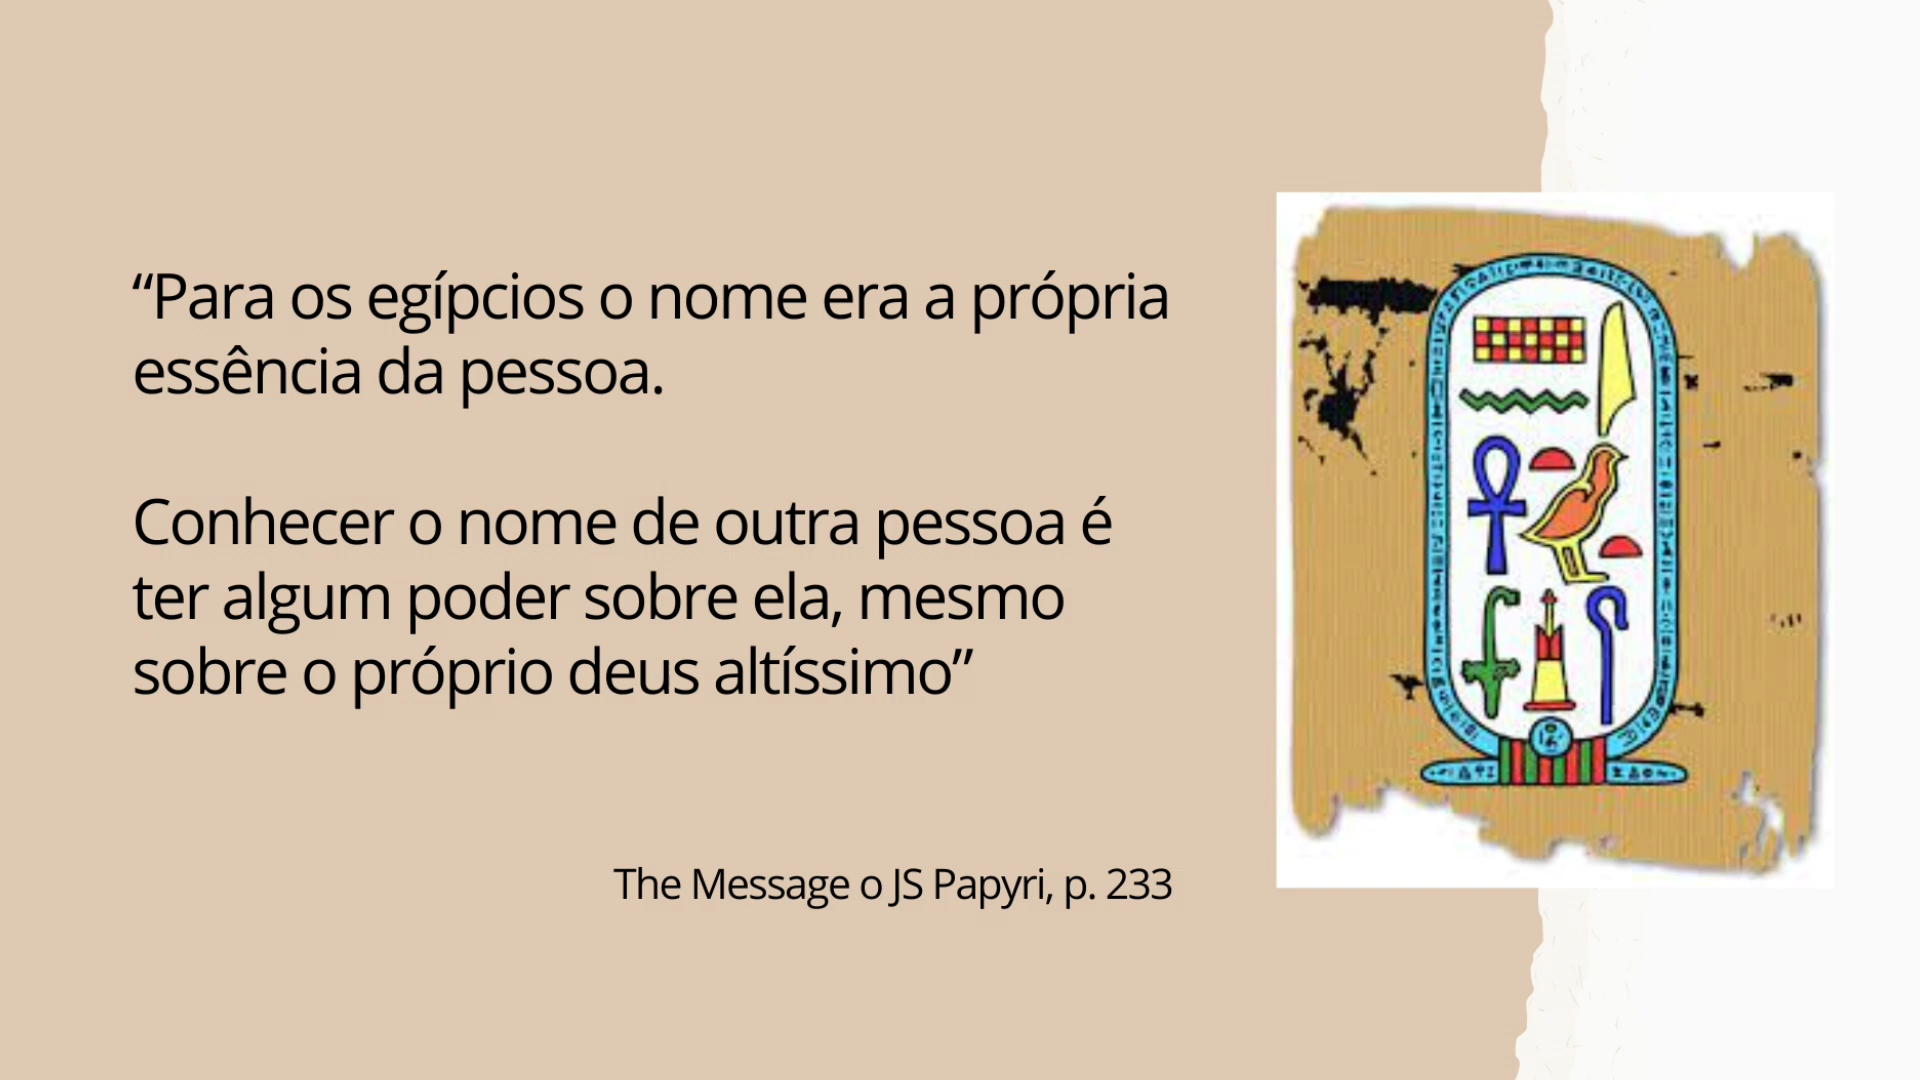 “Para os egípcios o nome era a própria
essência da pessoa.
Conhecer o nome de outra pessoa é
ter algum poder sobre ela, mesmo
sobre o próprio deus altíssimo”
The Message o JS Papyri, p. 233